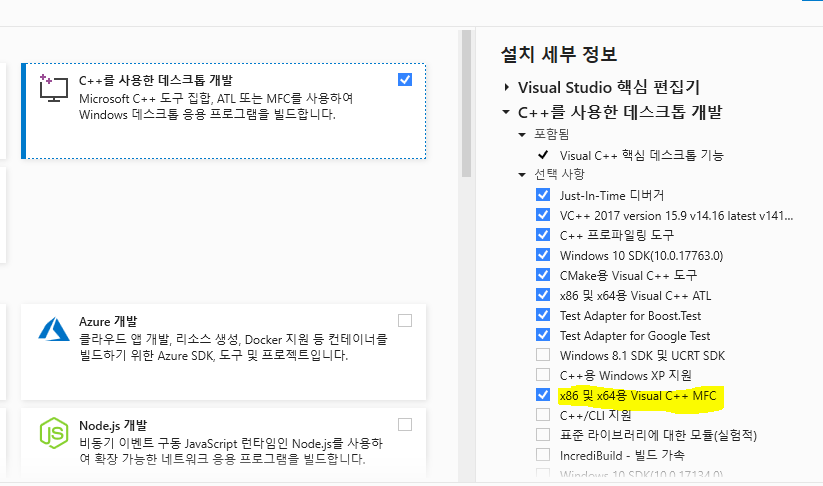 C++를 사용한 데스크톱 개발
Microsoft C++ 도구 집합, ATL 또는 MFC를 사용하여
Windows 데스크톱 응용 프로그램을 빌드합니다.
Azure 개발
클라우드 앱 개발, 리소스 생성, Docker 지원 등 컨테이너를
빌드하기 위한 Azure SDK, 도구 및 프로젝트입니다.
JS
Node.js 개발
비동기 이벤트 구동 JavaScript 런타임인 Node.js를 사용하
여 확장 가능한 네트워크 응용 프로그램을 빌드합니다.
설치 세부 정보
Visual Studio 핵심 편집기
C++를 사용한 데스크톱 개발
포함됨
Visual C++ 핵심 데스크톱 기능
선택 사항
Just-In-Time 디버거
VC++ 2017 version 15.9 v14.16 latest v141...
C++ 프로파일링 도구
Windows 10 SDK(10.0.17763.0)
CMake용 Visual C++ 도구
x86 및 x64용 Visual C++ ATL
Test Adapter for Boost.Test
Test Adapter for Google Test
Windows 8.1 SDK 및 UCRT SDK
C++용 Windows XP 지원
x86 및 x64용 Visual C++ MFC
C++/CLI 지원
표준 라이브러리에 대한 모듈(실험적)
IncrediBuild - 빌드 가속
Windows 10 SDK(10.0.17134.0)